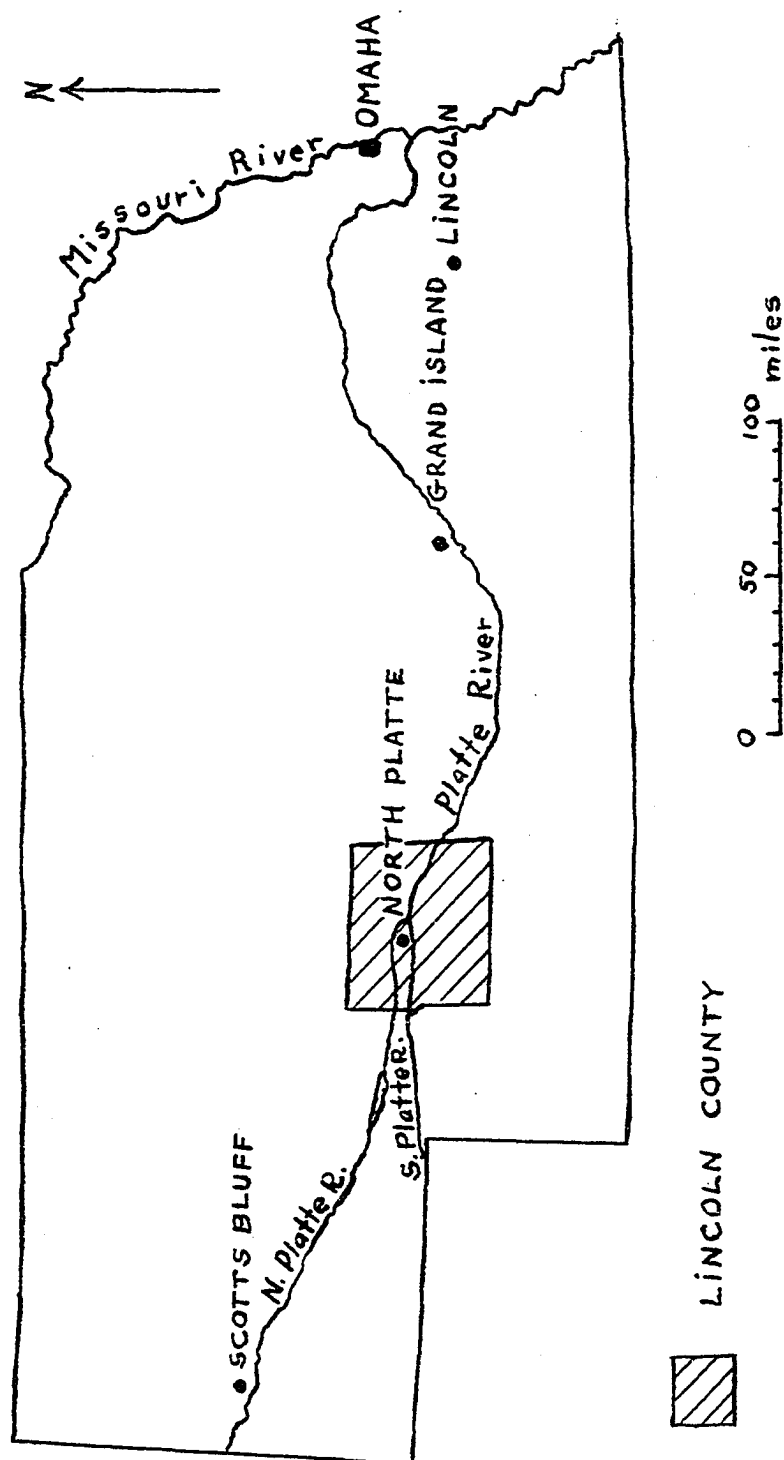 N
Missouri River
OMAHA
LINCOLN
GRAND ISLAND
Platte River
NORTH PLATTE
S. Platte R.
N. Platte R.
SCOTTS BLUFF
0 50 100
miles
LINCOLN COUNTY